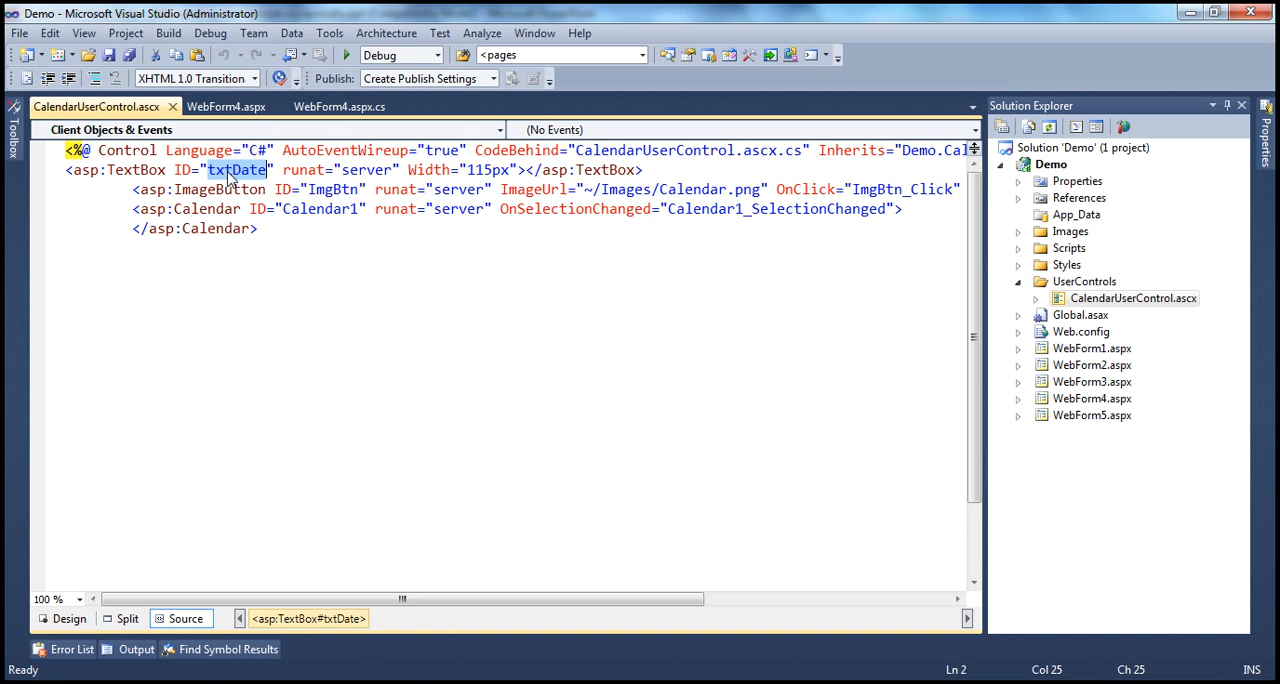 Demo - Microsoft Visual Studio (Administrator)
File Edit View Project Build Debug Team Data Tools Architecture Test Analyze Window Help
Debug <pages
XHTML 1.0 Transition Publish: Create Publish Settings
CalendarUserControl.ascx WebForm4.aspx WebForm4.aspx.cs
Client Objects & Events (No Events)
<%@ Control Language="C#" AutoEventWireup="true" CodeBehind="CalendarUserControl.ascx.cs" Inherits="Demo.Cal
<asp:TextBox ID="txtDate" runat="server" Width="115px"></asp:TextBox>
<asp:ImageButton ID="ImgBtn" runat="server" ImageUrl="~/Images/Calendar.png" OnClick="ImgBtn_Click"
<asp:Calendar ID="Calendar1" runat="server" OnSelectionChanged="Calendar1_SelectionChanged">
</asp:Calendar>
100 %
Design Split Source <asp:TextBox#txtDate>
Error List Output Find Symbol Results
Ready Ln 2 Col 25 Ch 25 INS
Toolbox
Solution Explorer
Solution 'Demo' (1 project)
Demo
Properties
References
App_Data
Images
Scripts
Styles
UserControls
CalendarUserControl.ascx
Global.asax
Web.config
WebForm1.aspx
WebForm2.aspx
WebForm3.aspx
WebForm4.aspx
WebForm5.aspx
Properties